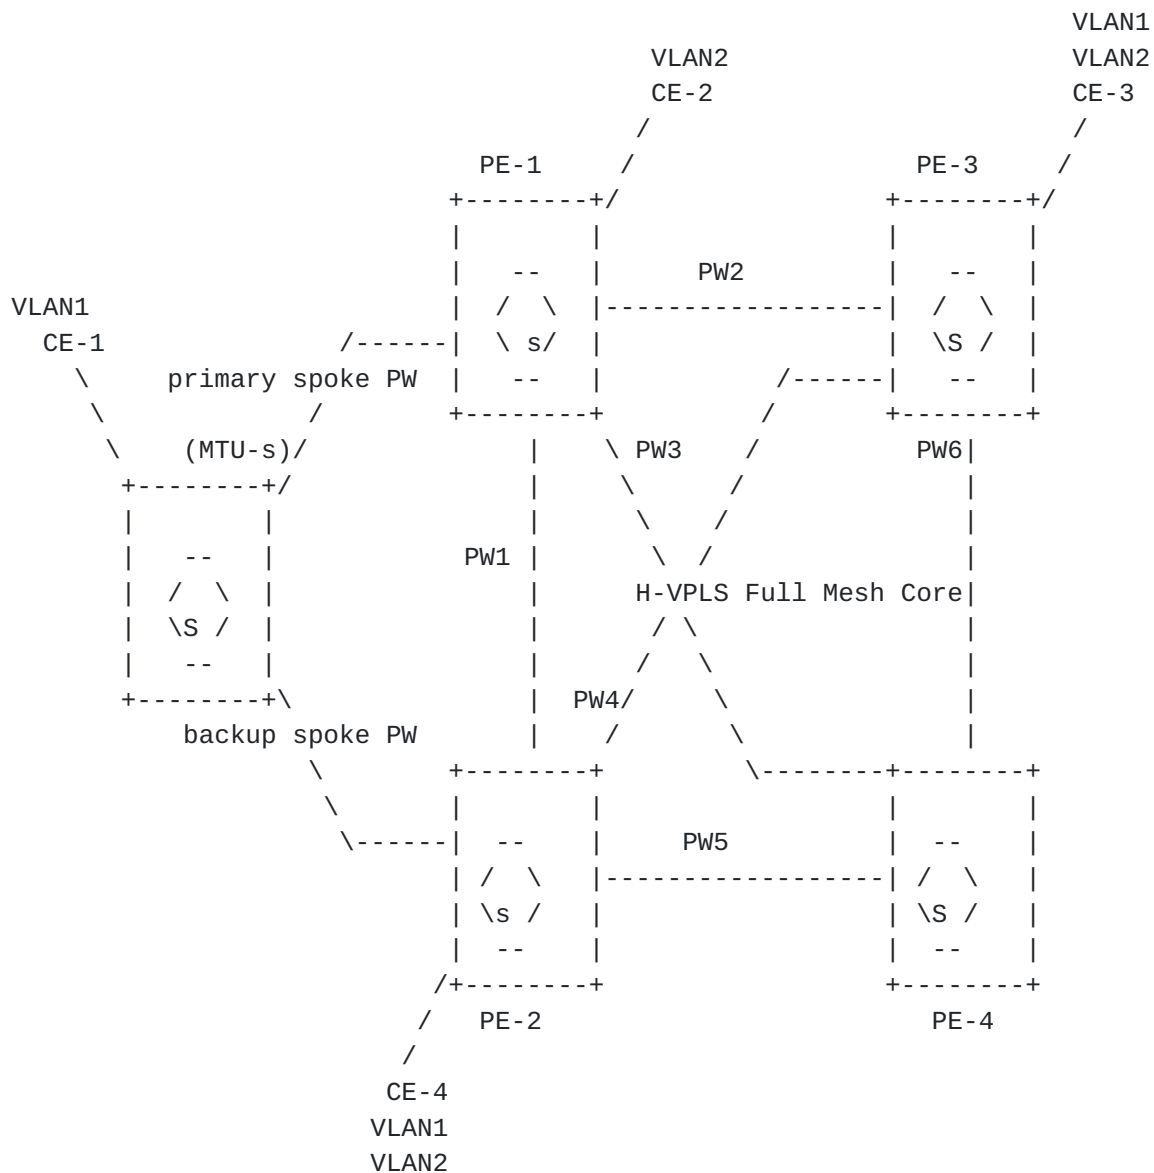 VLAN1
VLAN2 VLAN2
CE-2 CE-3
PE-1 PE-3
PW2
VLAN1
CE-1 s S
primary spoke PW
(MTU-s) PW3 PW6
PW1
H-VPLS Full Mesh Core
S
PW4
backup spoke PW
PW5
s S
PE-2 PE-4
CE-4
VLAN1
VLAN2